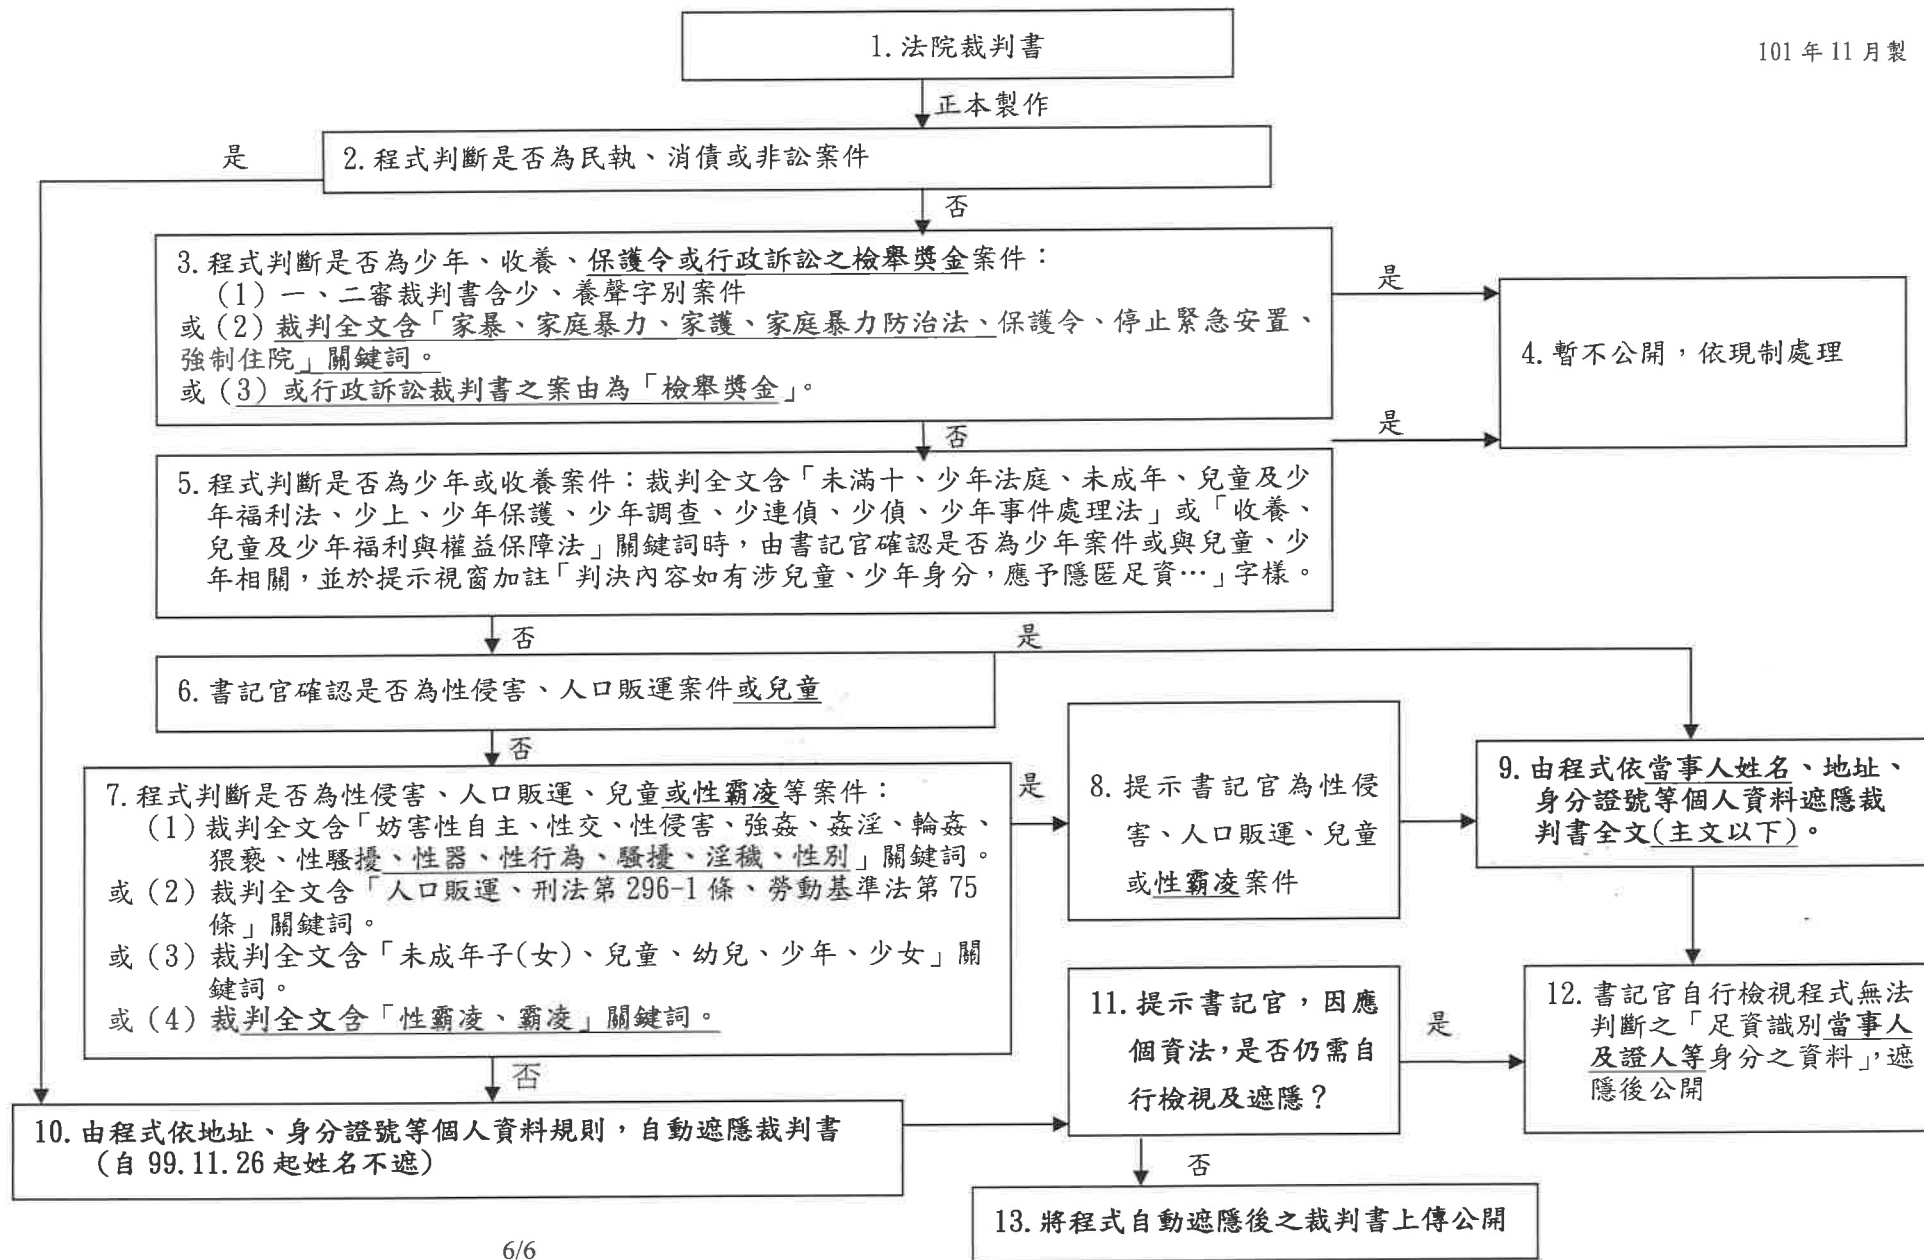 1. 法院裁判書
101 年 11 月製
正本製作
是
2. 程式判斷是否為民執、消債或非訟案件
否
3. 程式判斷是否為少年、收養、保護令或行政訴訟之檢舉獎金案件：
（1）一、二審裁判書含少、養聲字別案件
或（2）裁判全文含「家暴、家庭暴力、家護、家庭暴力防治法、保護令、停止緊急安置、
強制住院」關鍵詞。
或（3）或行政訴訟裁判書之案由為「檢舉獎金」。
是
4. 暫不公開，依現制處理
否
是
5. 程式判斷是否為少年或收養案件：裁判全文含「未滿十、少年法庭、未成年、兒童及少
年福利法、少上、少年保護、少年調查、少連偵、少偵、少年事件處理法」或「收養、
兒童及少年福利與權益保障法」關鍵詞時，由書記官確認是否為少年案件或與兒童、少
年相關，並於提示視窗加註「判決內容如有涉兒童、少年身分，應予隱匿足資…」字樣。
否
是
6. 書記官確認是否為性侵害、人口販運案件或兒童
否
7. 程式判斷是否為性侵害、人口販運、兒童或性霸凌等案件：
（1）裁判全文含「妨害性自主、性交、性侵害、強姦、姦淫、輪姦、
猥褻、性騷擾、性器、性行為、騷擾、淫穢、性別」關鍵詞。
或（2）裁判全文含「人口販運、刑法第 296-1 條、勞動基準法第 75
條」關鍵詞。
或（3）裁判全文含「未成年子(女)、兒童、幼兒、少年、少女」關
鍵詞。
或（4）裁判全文含「性霸凌、霸凌」關鍵詞。
是
8. 提示書記官為性侵
害、人口販運、兒童
或性霸凌案件
9. 由程式依當事人姓名、地址、
身分證號等個人資料遮隱裁
判書全文(主文以下)。
否
10. 由程式依地址、身分證號等個人資料規則，自動遮隱裁判書
（自 99.11.26 起姓名不遮）
11. 提示書記官，因應
個資法，是否仍需自
行檢視及遮隱？
是
12. 書記官自行檢視程式無法
判斷之「足資識別當事人
及證人等身分之資料」，遮
隱後公開
否
13. 將程式自動遮隱後之裁判書上傳公開
6/6